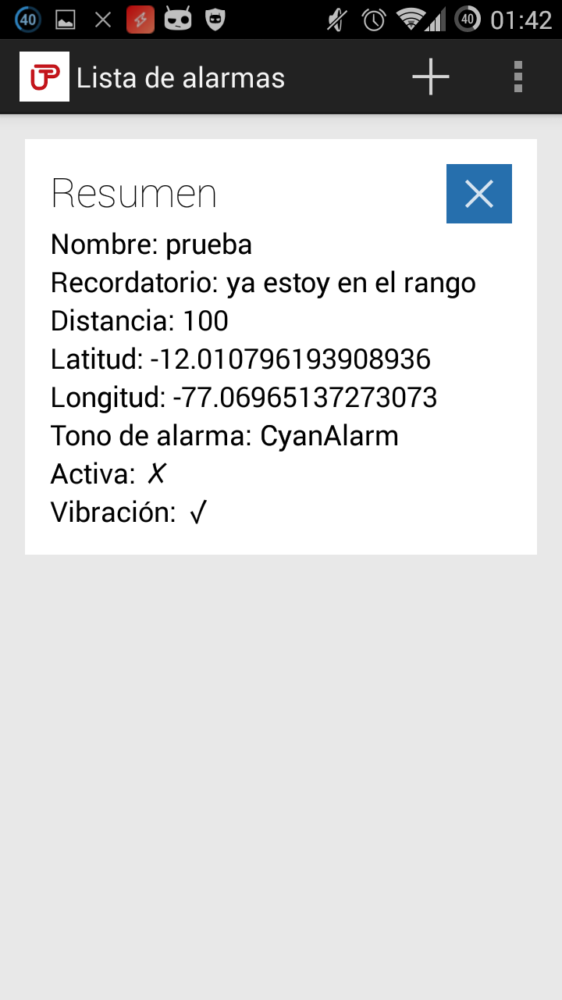 40 40 01:42
UTP Lista de alarmas
Resumen
Nombre: prueba
Recordatorio: ya estoy en el rango
Distancia: 100
Latitud: -12.010796193908936
Longitud: -77.06965137273073
Tono de alarma: CyanAlarm
Activa: ✗
Vibración: √